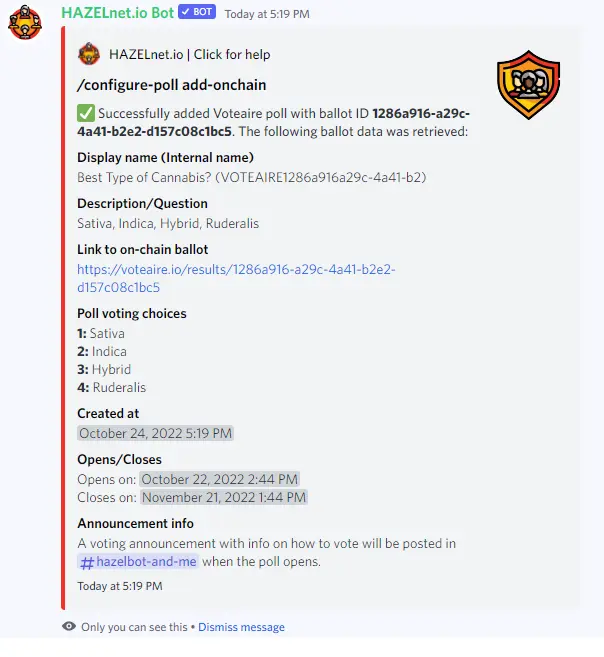 HAZELnet.io Bot ✓ BOT Today at 5:19 PM
HAZELnet.io | Click for help
/configure-poll add-onchain
✅ Successfully added Voteaire poll with ballot ID 1286a916-a29c-
4a41-b2e2-d157c08c1bc5. The following ballot data was retrieved:
Display name (Internal name)
Best Type of Cannabis? (VOTEAIRE1286a916a29c-4a41-b2)
Description/Question
Sativa, Indica, Hybrid, Ruderalis
Link to on-chain ballot
https://voteaire.io/results/1286a916-a29c-4a41-b2e2-
d157c08c1bc5
Poll voting choices
1: Sativa
2: Indica
3: Hybrid
4: Ruderalis
Created at
October 24, 2022 5:19 PM
Opens/Closes
Opens on: October 22, 2022 2:44 PM
Closes on: November 21, 2022 1:44 PM
Announcement info
A voting announcement with info on how to vote will be posted in
#hazelbot-and-me when the poll opens.
Today at 5:19 PM
Only you can see this • Dismiss message